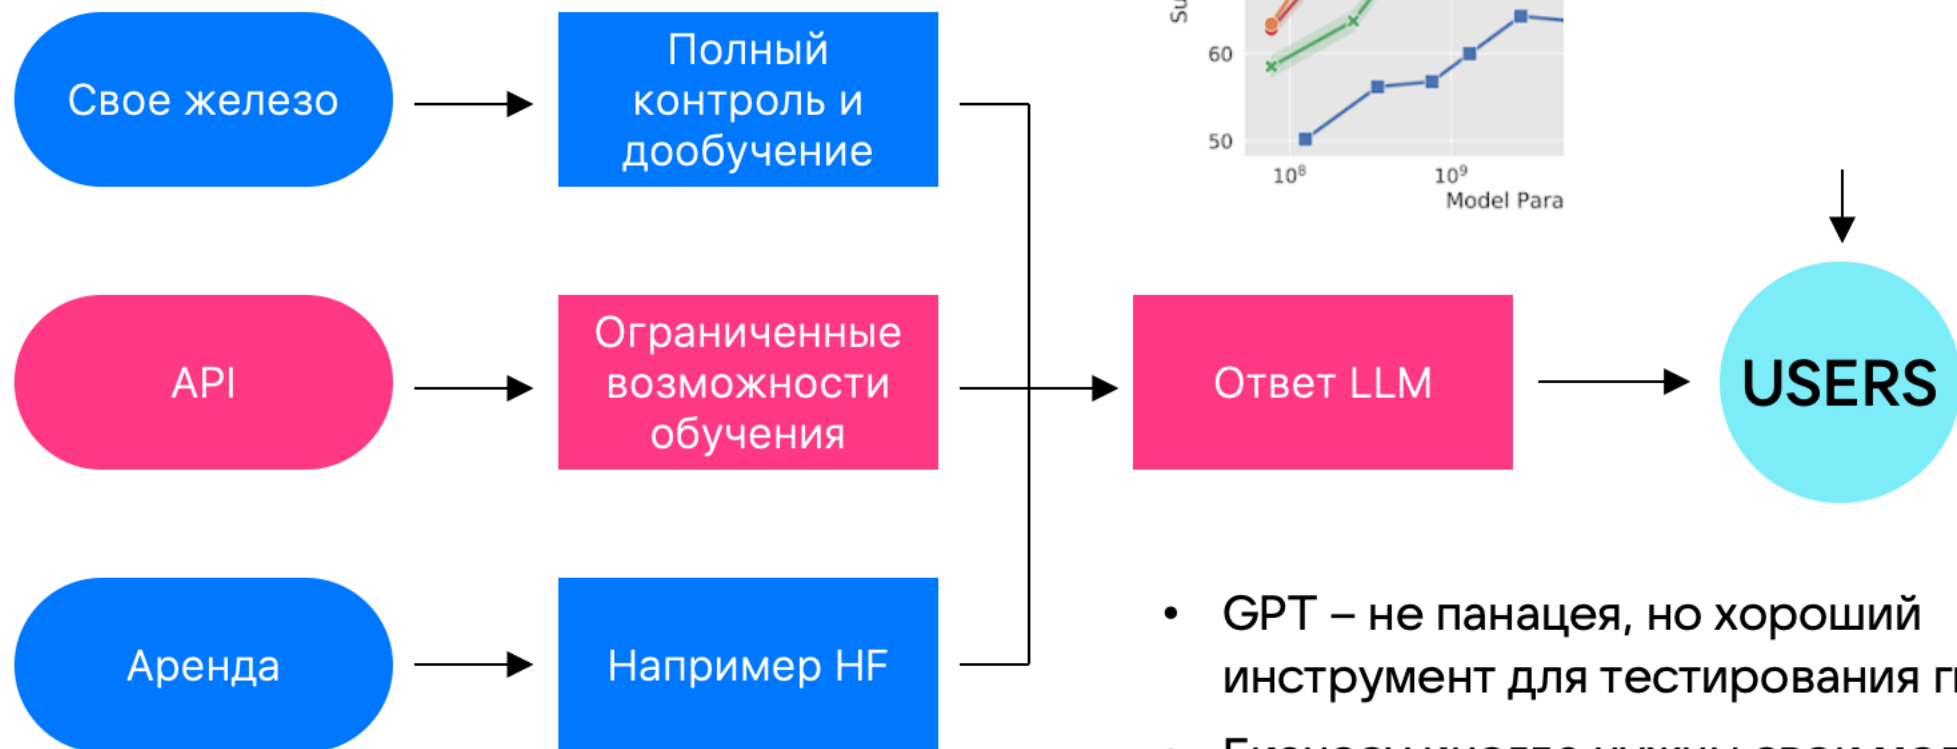 Свое железо
Полный
контроль и
дообучение
60
50
10⁸
10⁹
Model Para
API
Ограниченные
возможности
обучения
Ответ LLM
USERS
Аренда
Например HF
• GPT – не панацея, но хороший
инструмент для тестирования